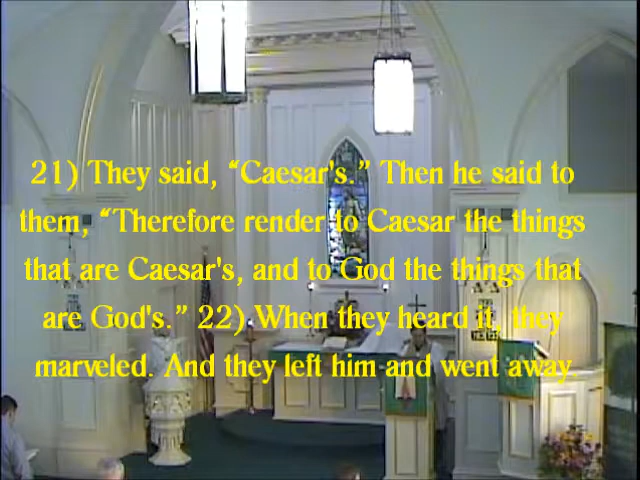 21) They said, “Caesar's.” Then he said to
them, “Therefore render to Caesar the things
that are Caesar's, and to God the things that
are God's.” 22) When they heard it, they
marveled. And they left him and went away.